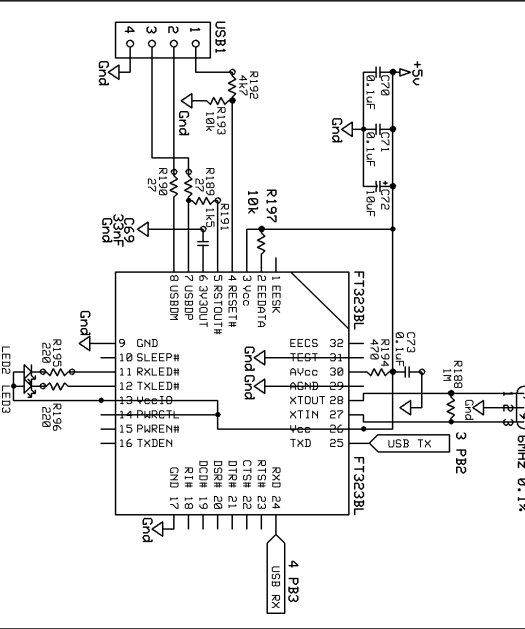 USB1
4
3
2
1
Gnd
R192
4k7
R193
10k
Gnd
+5v
C70
0.1uF
C71
0.1uF
Gnd
C72
10uF
R190
27
R189
27
R191
1k5
R197
10k
C69
33nF
Gnd
FT323BL
8 USBDM
7 USBDP
6 3V3OUT
5 RSTOUT#
4 RESET#
3 Vcc
2 EEDATA
1 EESK
Gnd
9 GND
10 SLEEP#
11 RXLED#
12 TXLED#
13 VccIO
14 PWRCTL
15 PWREN#
16 TXDEN
EECS 32
TEST 31
AVcc 30
AGND 29
XTOUT 28
XTIN 27
Vcc 26
TXD 25
Gnd
Gnd
R194
470
C73
0.1uF
R188
1M
Gnd
1
2
3
6MHz 0.1%
LED2
LED3
R195
220
R196
220
USB TX
3 PB2
FT323BL
GND 17
RI# 18
DCD# 19
DSR# 20
DTR# 21
CTS# 22
RTS# 23
RXD 24
Gnd
USB RX
4 PB3